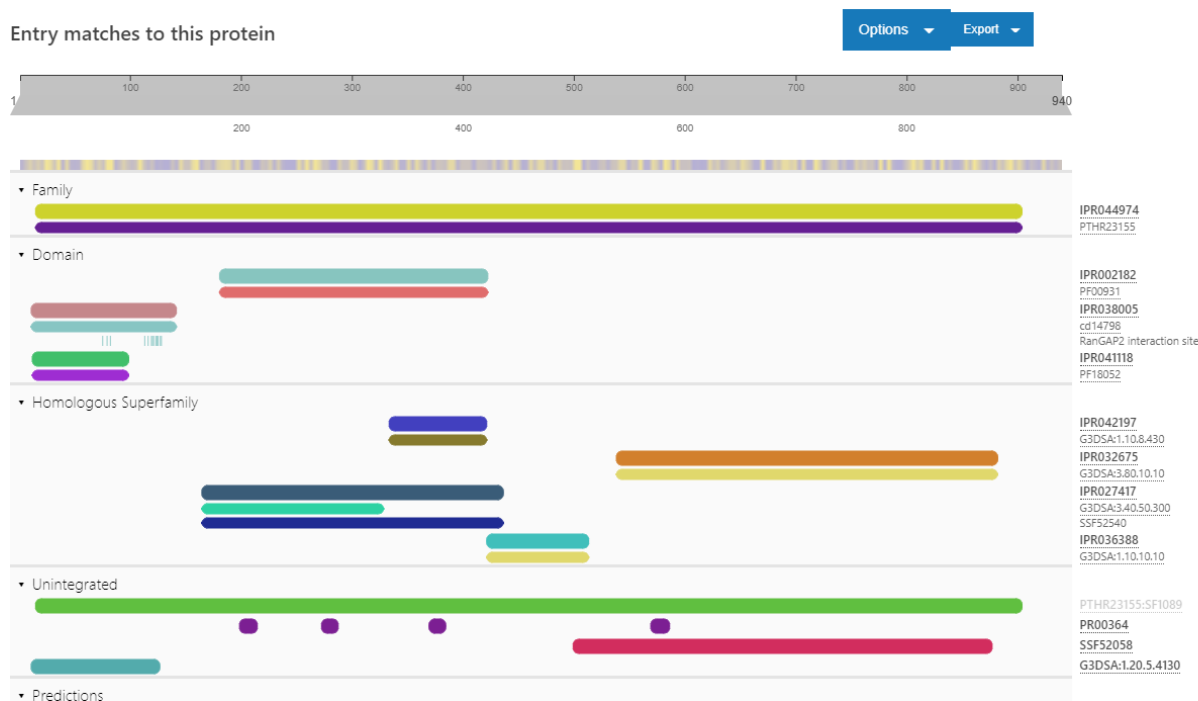 Entry matches to this protein
Options
Export
100 200 300 400 500 600 700 800 900
1 940
200 400 600 800
Family
IPR044974
PTHR23155
Domain
IPR002182
PF00931
IPR038005
cd14798
RanGAP2 interaction site
IPR041118
PF18052
Homologous Superfamily
IPR042197
G3DSA:1.10.8.430
IPR032675
G3DSA:3.80.10.10
IPR027417
G3DSA:3.40.50.300
SSF52540
IPR036388
G3DSA:1.10.10.10
Unintegrated
PTHR23155:SF1089
PR00364
SSF52058
G3DSA:1.20.5.4130
Predictions